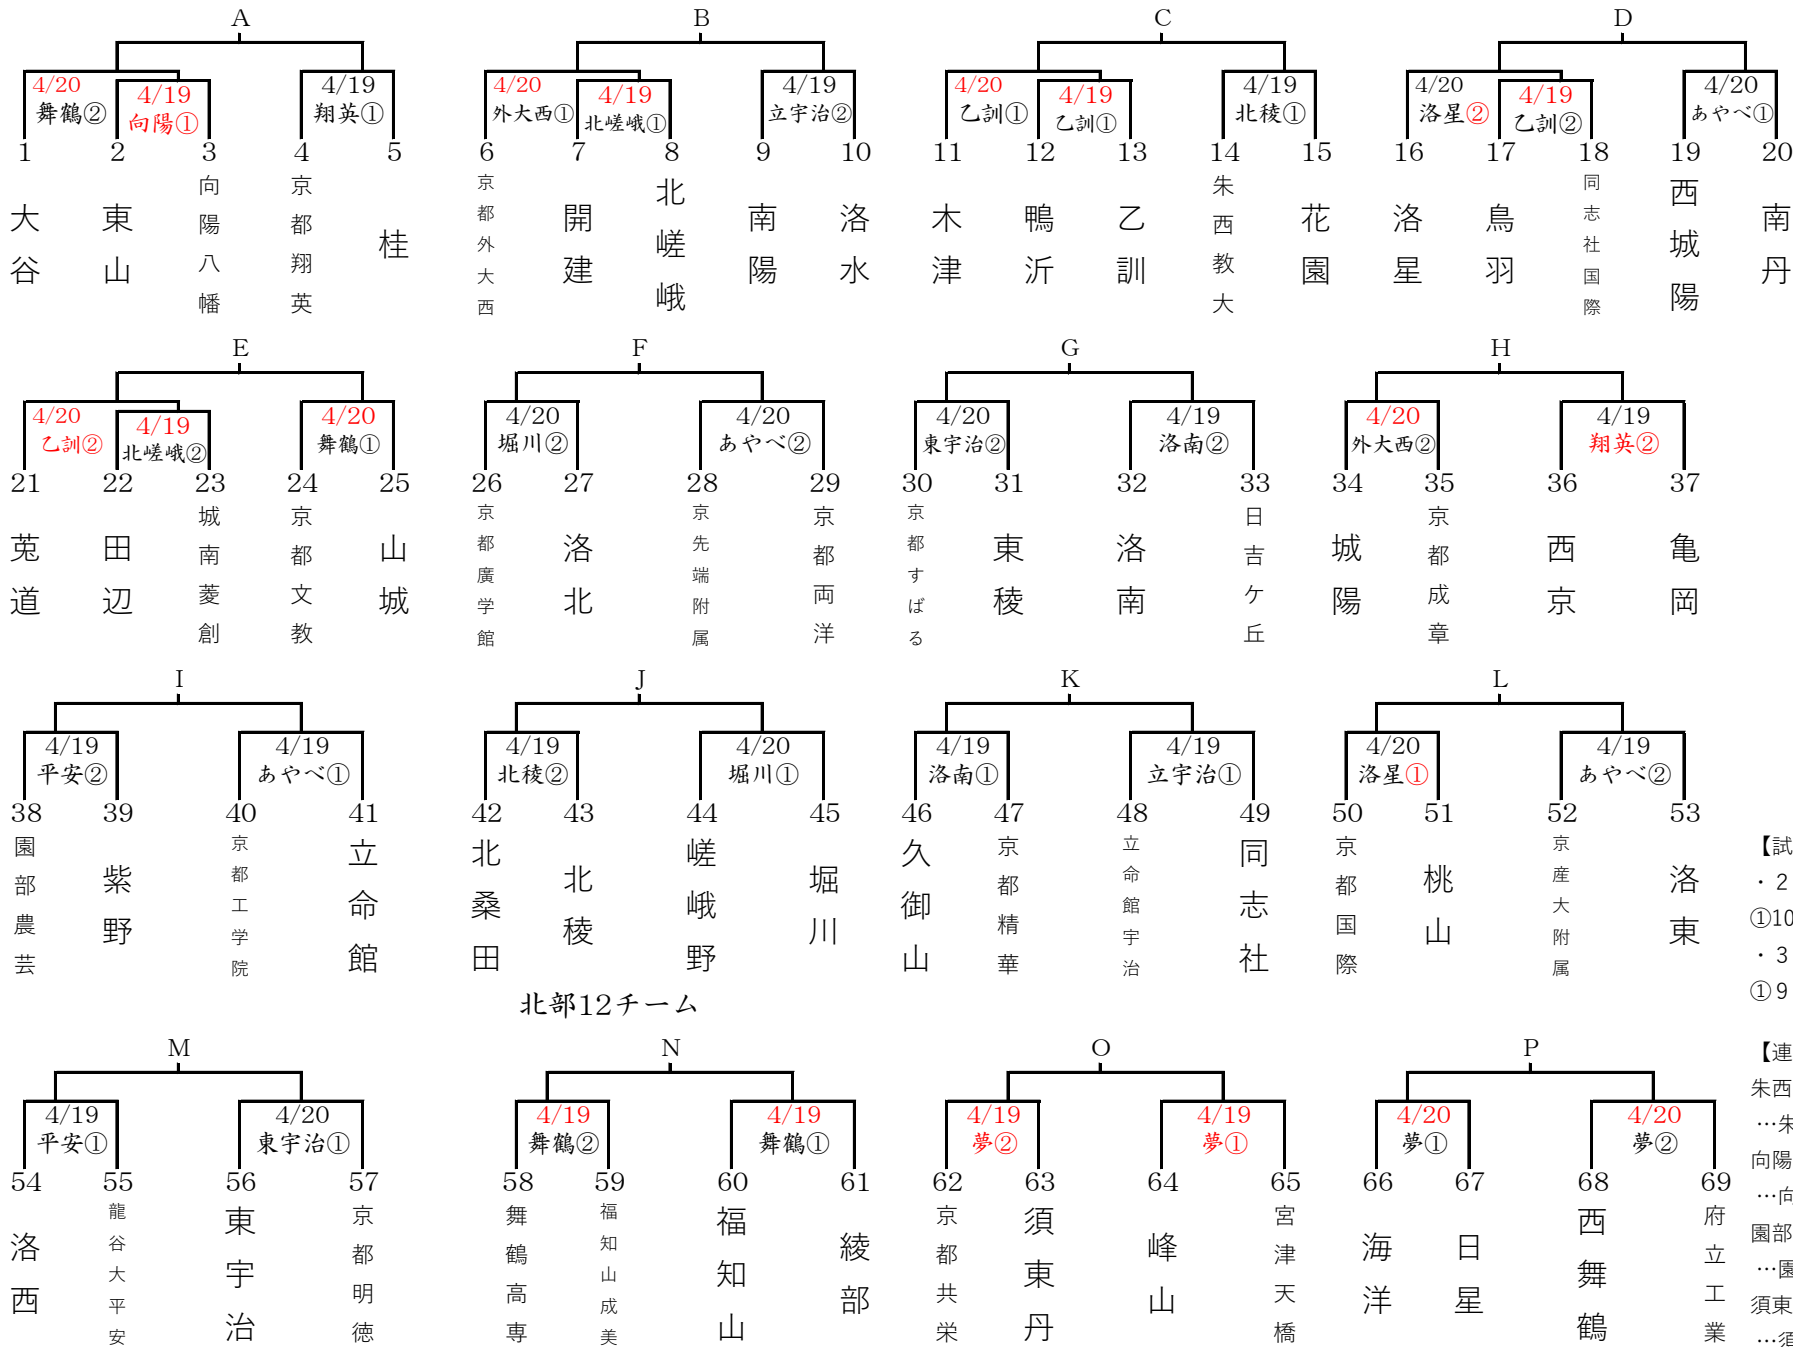 A B C D
4/20 舞鶴② 4/19 向陽① 4/19 翔英① 4/20 外大西① 4/19 北嵯峨① 4/19 立宇治② 4/20 乙訓① 4/19 乙訓① 4/19 北稜① 4/20 洛星② 4/19 乙訓② 4/20 あやべ①
1 2 3 4 5 6 7 8 9 10 11 12 13 14 15 16 17 18 19 20
大谷 東山 向陽八幡 京都翔英 桂 京都外大西 開建 北嵯峨 南陽 洛水 木津 鴨沂 乙訓 朱西教大 花園 洛星 鳥羽 同志社国際 西城陽 南丹
E F G H
4/20 乙訓② 4/19 北嵯峨② 4/20 舞鶴① 4/20 堀川② 4/20 あやべ② 4/20 東宇治② 4/19 洛南② 4/20 外大西② 4/19 翔英②
21 22 23 24 25 26 27 28 29 30 31 32 33 34 35 36 37
莵道 田辺 城南菱創 京都文教 山城 京都廣学館 洛北 京先端附属 京都両洋 京都すばる 東稜 洛南 日吉ケ丘 城陽 京都成章 西京 亀岡
I J K L
4/19 平安② 4/19 あやべ① 4/19 北稜② 4/20 堀川① 4/19 洛南① 4/19 立宇治① 4/20 洛星① 4/19 あやべ②
38 39 40 41 42 43 44 45 46 47 48 49 50 51 52 53
園部農芸 紫野 京都工学院 立命館 北桑田 北稜 嵯峨野 堀川 久御山 京都精華 立命館宇治 同志社 京都国際 桃山 京産大附属 洛東
【試
・2
①10
・3
①9
北部12チーム
M N O P
4/19 平安① 4/20 東宇治① 4/19 舞鶴② 4/19 舞鶴① 4/19 夢② 4/19 夢① 4/20 夢① 4/20 夢②
54 55 56 57 58 59 60 61 62 63 64 65 66 67 68 69
洛西 龍谷大平安 東宇治 京都明徳 舞鶴高専 福知山成美 福知山 綾部 京都共栄 須東丹 峰山 宮津天橋 海洋 日星 西舞鶴 府立工業
【連
朱西
…朱
向陽
…向
園部
…園
須東
…須